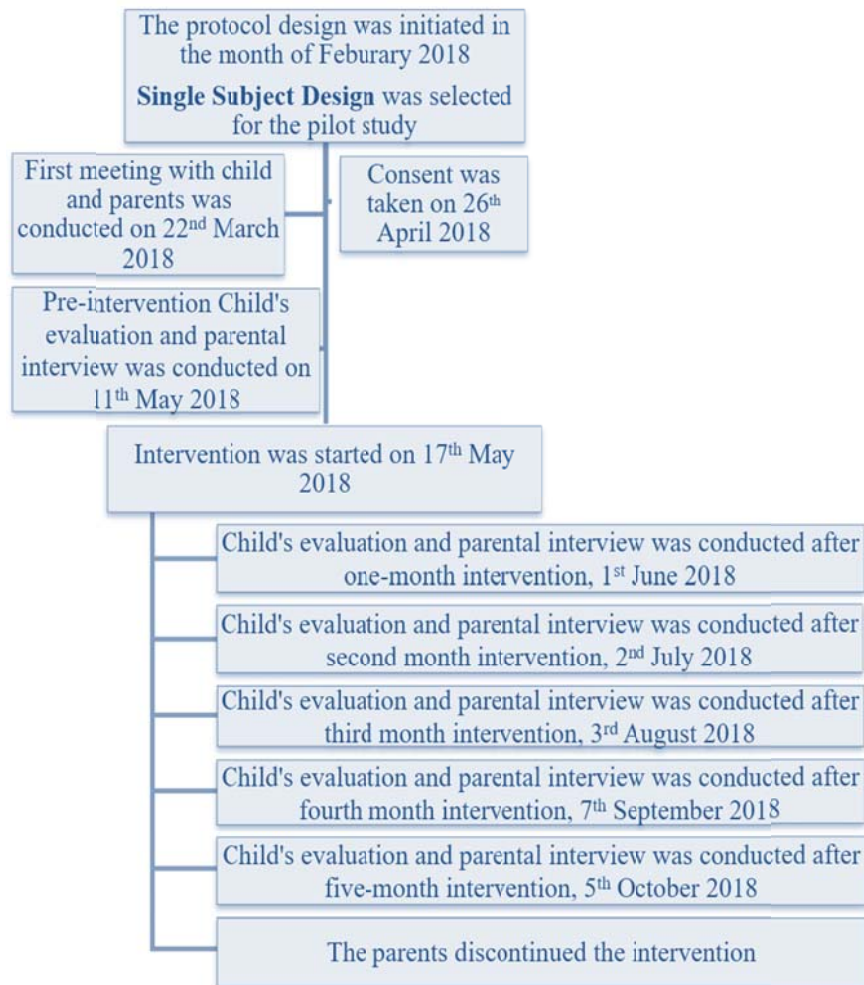 The protocol design was initiated in
the month of Feburary 2018
Single Subject Design was selected
for the pilot study
First meeting with child
and parents was
conducted on 22nd March
2018
Consent was
taken on 26th
April 2018
Pre-intervention Child's
evaluation and parental
interview was conducted on
11th May 2018
Intervention was started on 17th May
2018
Child's evaluation and parental interview was conducted after
one-month intervention, 1st June 2018
Child's evaluation and parental interview was conducted after
second month intervention, 2nd July 2018
Child's evaluation and parental interview was conducted after
third month intervention, 3rd August 2018
Child's evaluation and parental interview was conducted after
fourth month intervention, 7th September 2018
Child's evaluation and parental interview was conducted after
five-month intervention, 5th October 2018
The parents discontinued the intervention